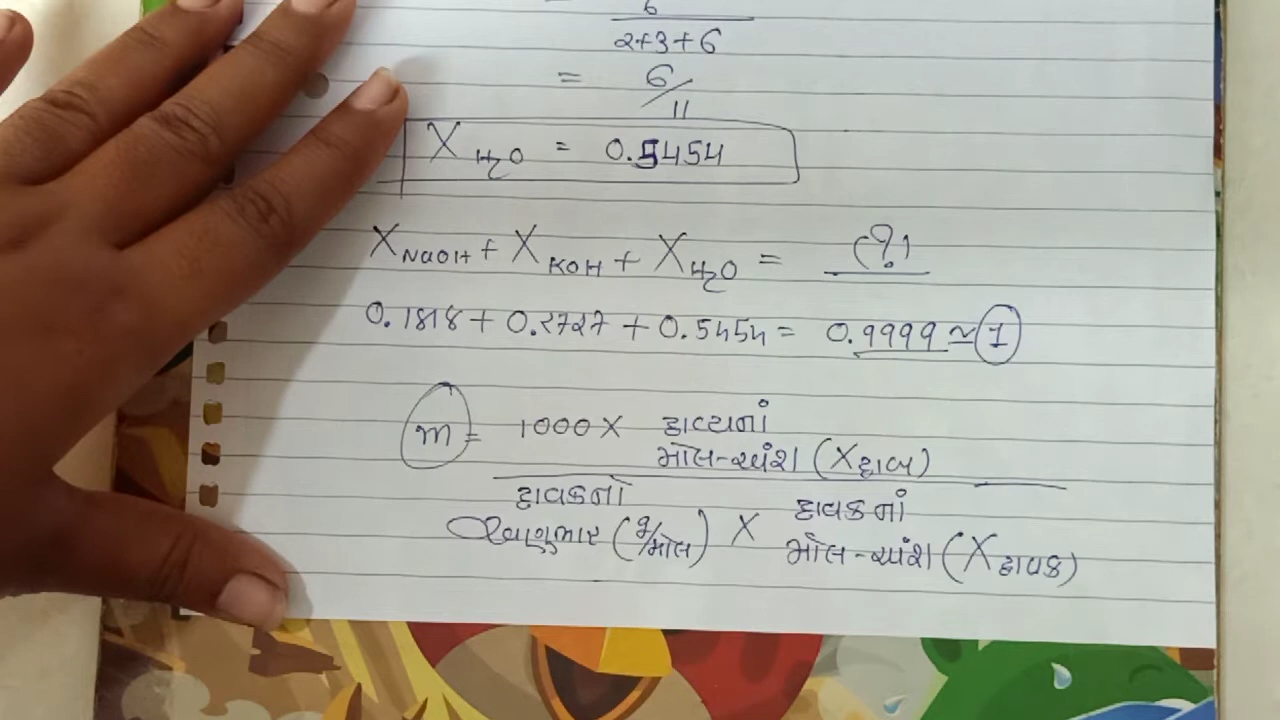 6
2+3+6
= 6/11
X H2O = 0.5454
X NaOH + X KOH + X H2O = (?)
0.1818 + 0.2727 + 0.5454 = 0.9999 ≃ 1
m = 1000 X દ્રાવ્યનાં
મોલ-અંશ (X દ્રાવ્ય)
દ્રાવકનો
અણુભાર (g/મોલ) X દ્રાવકનાં
મોલ-અંશ (X દ્રાવક)